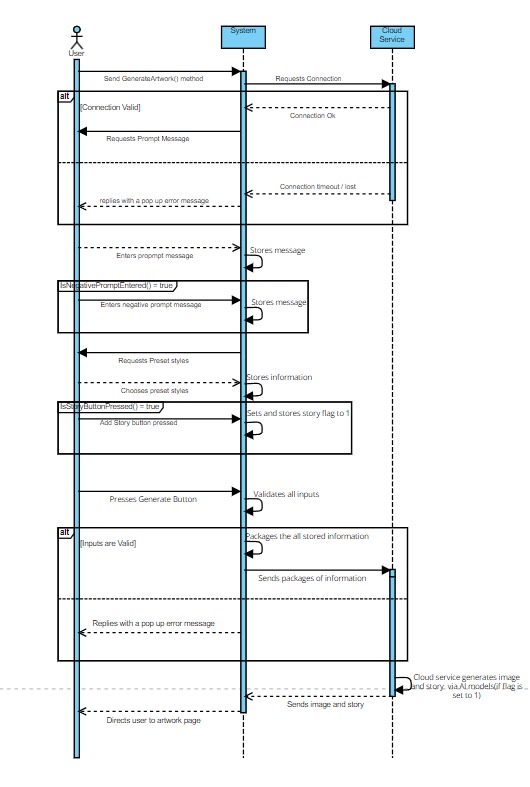 User
System
Cloud
Service
Send GenerateArtwork() method
Requests Connection
alt
[Connection Valid]
Connection Ok
Requests Prompt Message
Connection timeout / lost
replies with a pop up error message
Stores message
Enters proprmpt message
IsNegativePromptEntered() = true
Enters negative prompt message
Stores message
Requests Preset styles
Stores information
Chooses preset styles
IsStoryButtonPressed() = true
Sets and stores story flag to 1
Add Story button pressed
Validates all inputs
Presses Generate Button
alt
[Inputs are Valid]
Packages the all stored information
Sends packages of information
Replies with a pop up error message
Cloud service generates image
and story, via AI models(if flag is
set to 1)
Sends image and story
Directs user to artwork page